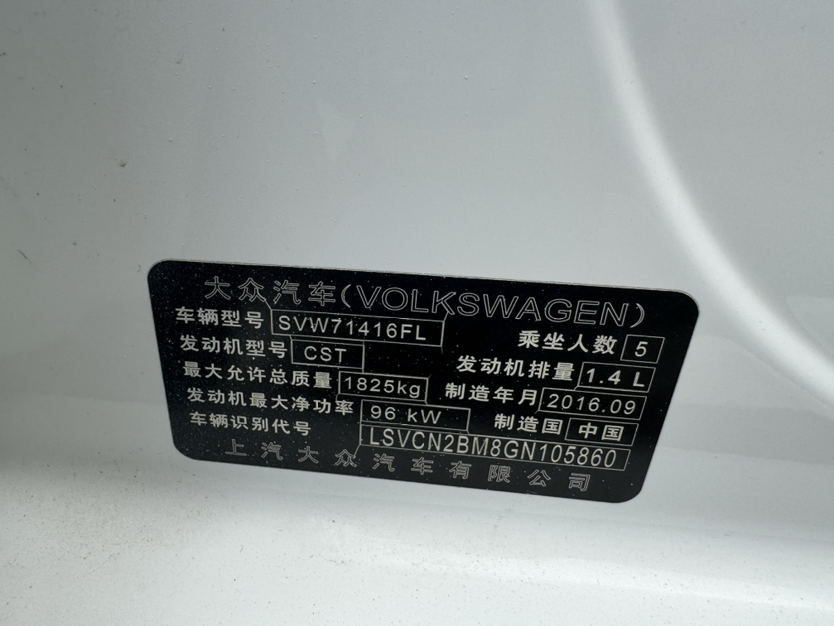 大众汽车(VOLKSWAGEN)
车辆型号 SVW71416FL 乘坐人数 5
发动机型号 CST 发动机排量 1.4 L
最大允许总质量 1825kg 制造年月 2016.09
发动机最大净功率 96 kW 制造国 中国
车辆识别代号 LSVCN2BM8GN105860
上汽大众汽车有限公司